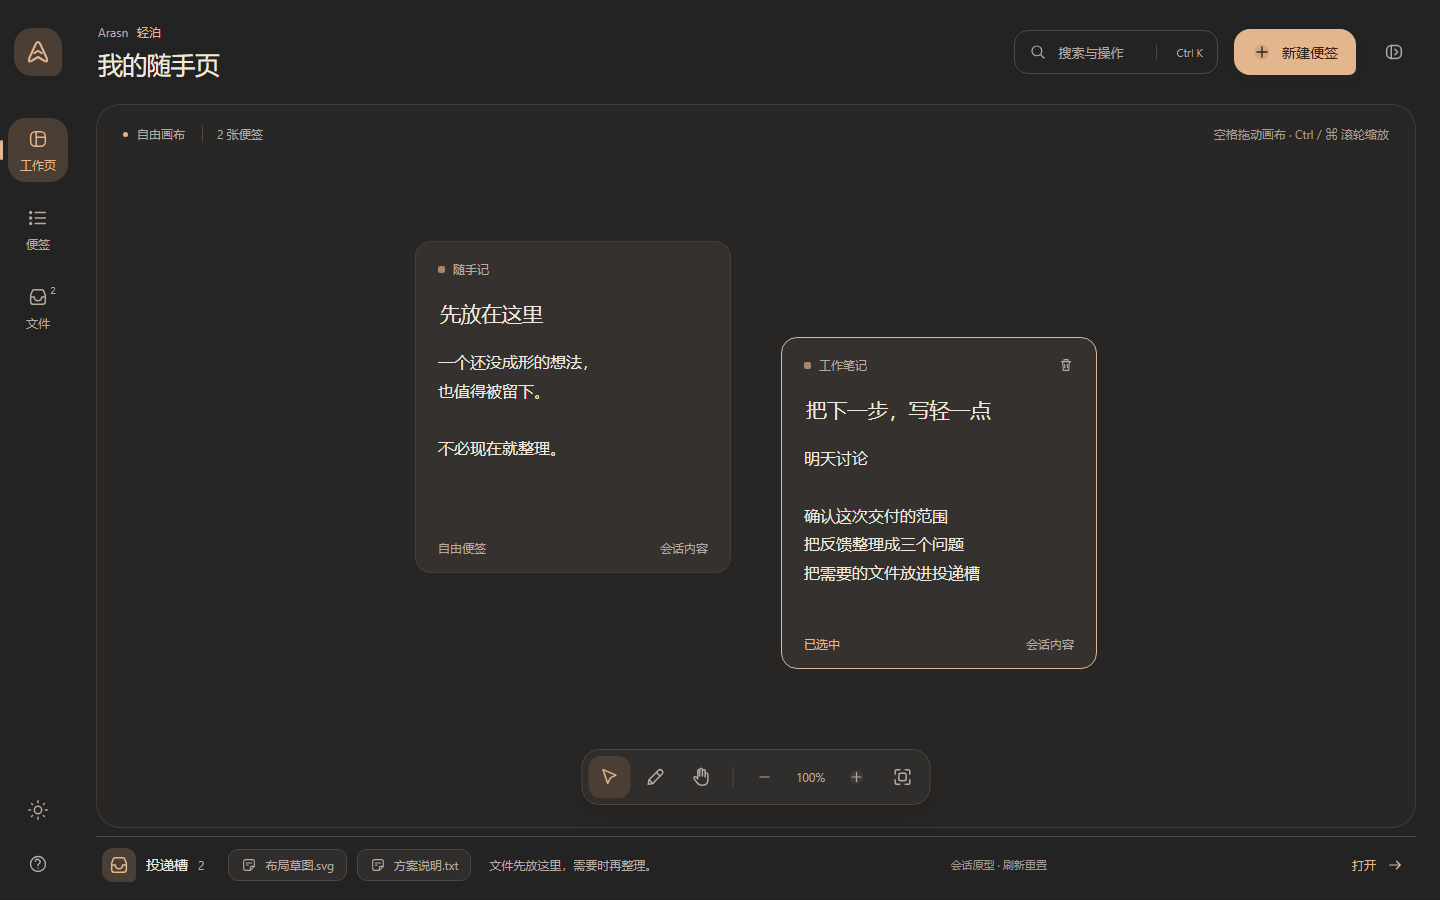 Arasn 轻泊
我的随手页
搜索与操作
Ctrl K
新建便签
工作页
便签
2
文件
自由画布
2 张便签
空格拖动画布 · Ctrl / ⌘ 滚轮缩放
随手记
先放在这里
一个还没成形的想法，
也值得被留下。
不必现在就整理。
自由便签
会话内容
工作笔记
把下一步，写轻一点
明天讨论
确认这次交付的范围
把反馈整理成三个问题
把需要的文件放进投递槽
已选中
会话内容
100%
投递槽 2
布局草图.svg
方案说明.txt
文件先放这里，需要时再整理。
会话原型 · 刷新重置
打开